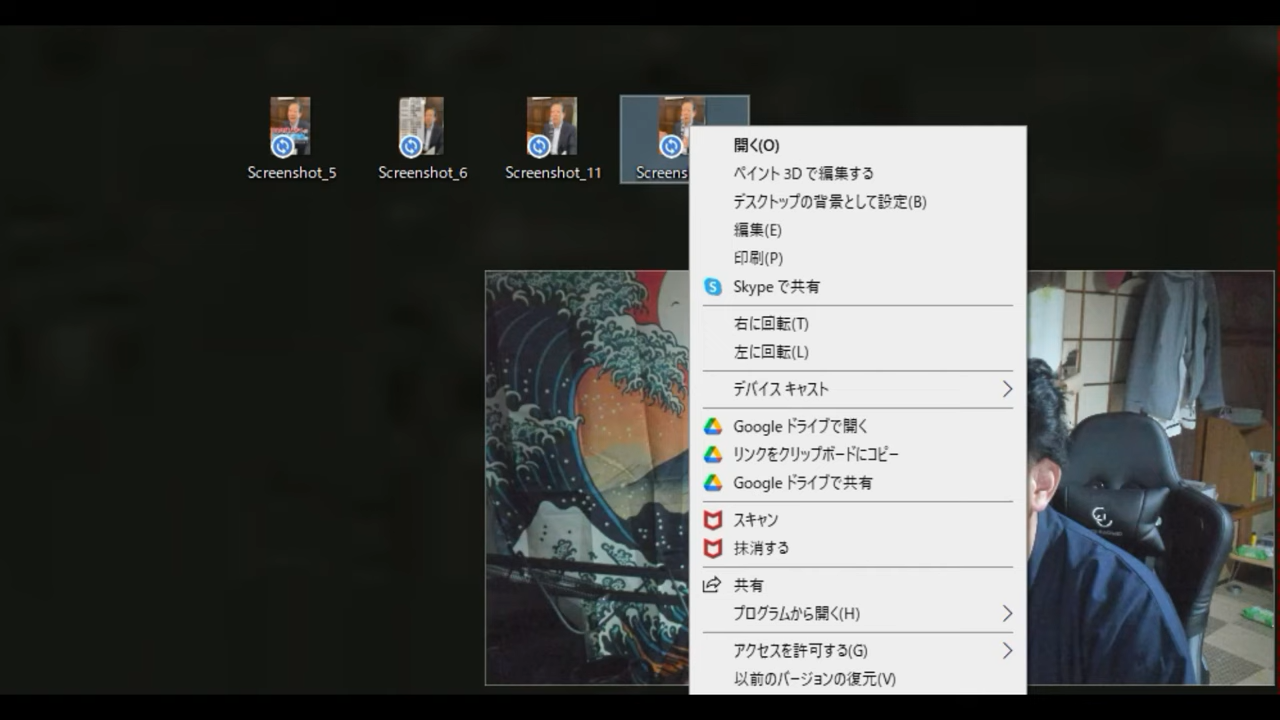 Screenshot_5
Screenshot_6
Screenshot_11
Screens
開く(O)
ペイント 3D で編集する
デスクトップの背景として設定(B)
編集(E)
印刷(P)
Skype で共有
右に回転(T)
左に回転(L)
デバイス キャスト
Google ドライブで開く
リンクをクリップボードにコピー
Google ドライブで共有
スキャン
抹消する
共有
プログラムから開く(H)
アクセスを許可する(G)
以前のバージョンの復元(V)